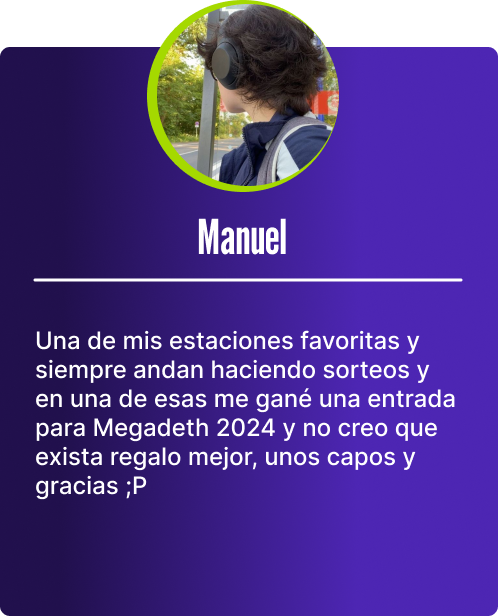 Manuel
Una de mis estaciones favoritas y
siempre andan haciendo sorteos y
en una de esas me gané una entrada
para Megadeth 2024 y no creo que
exista regalo mejor, unos capos y
gracias ;P